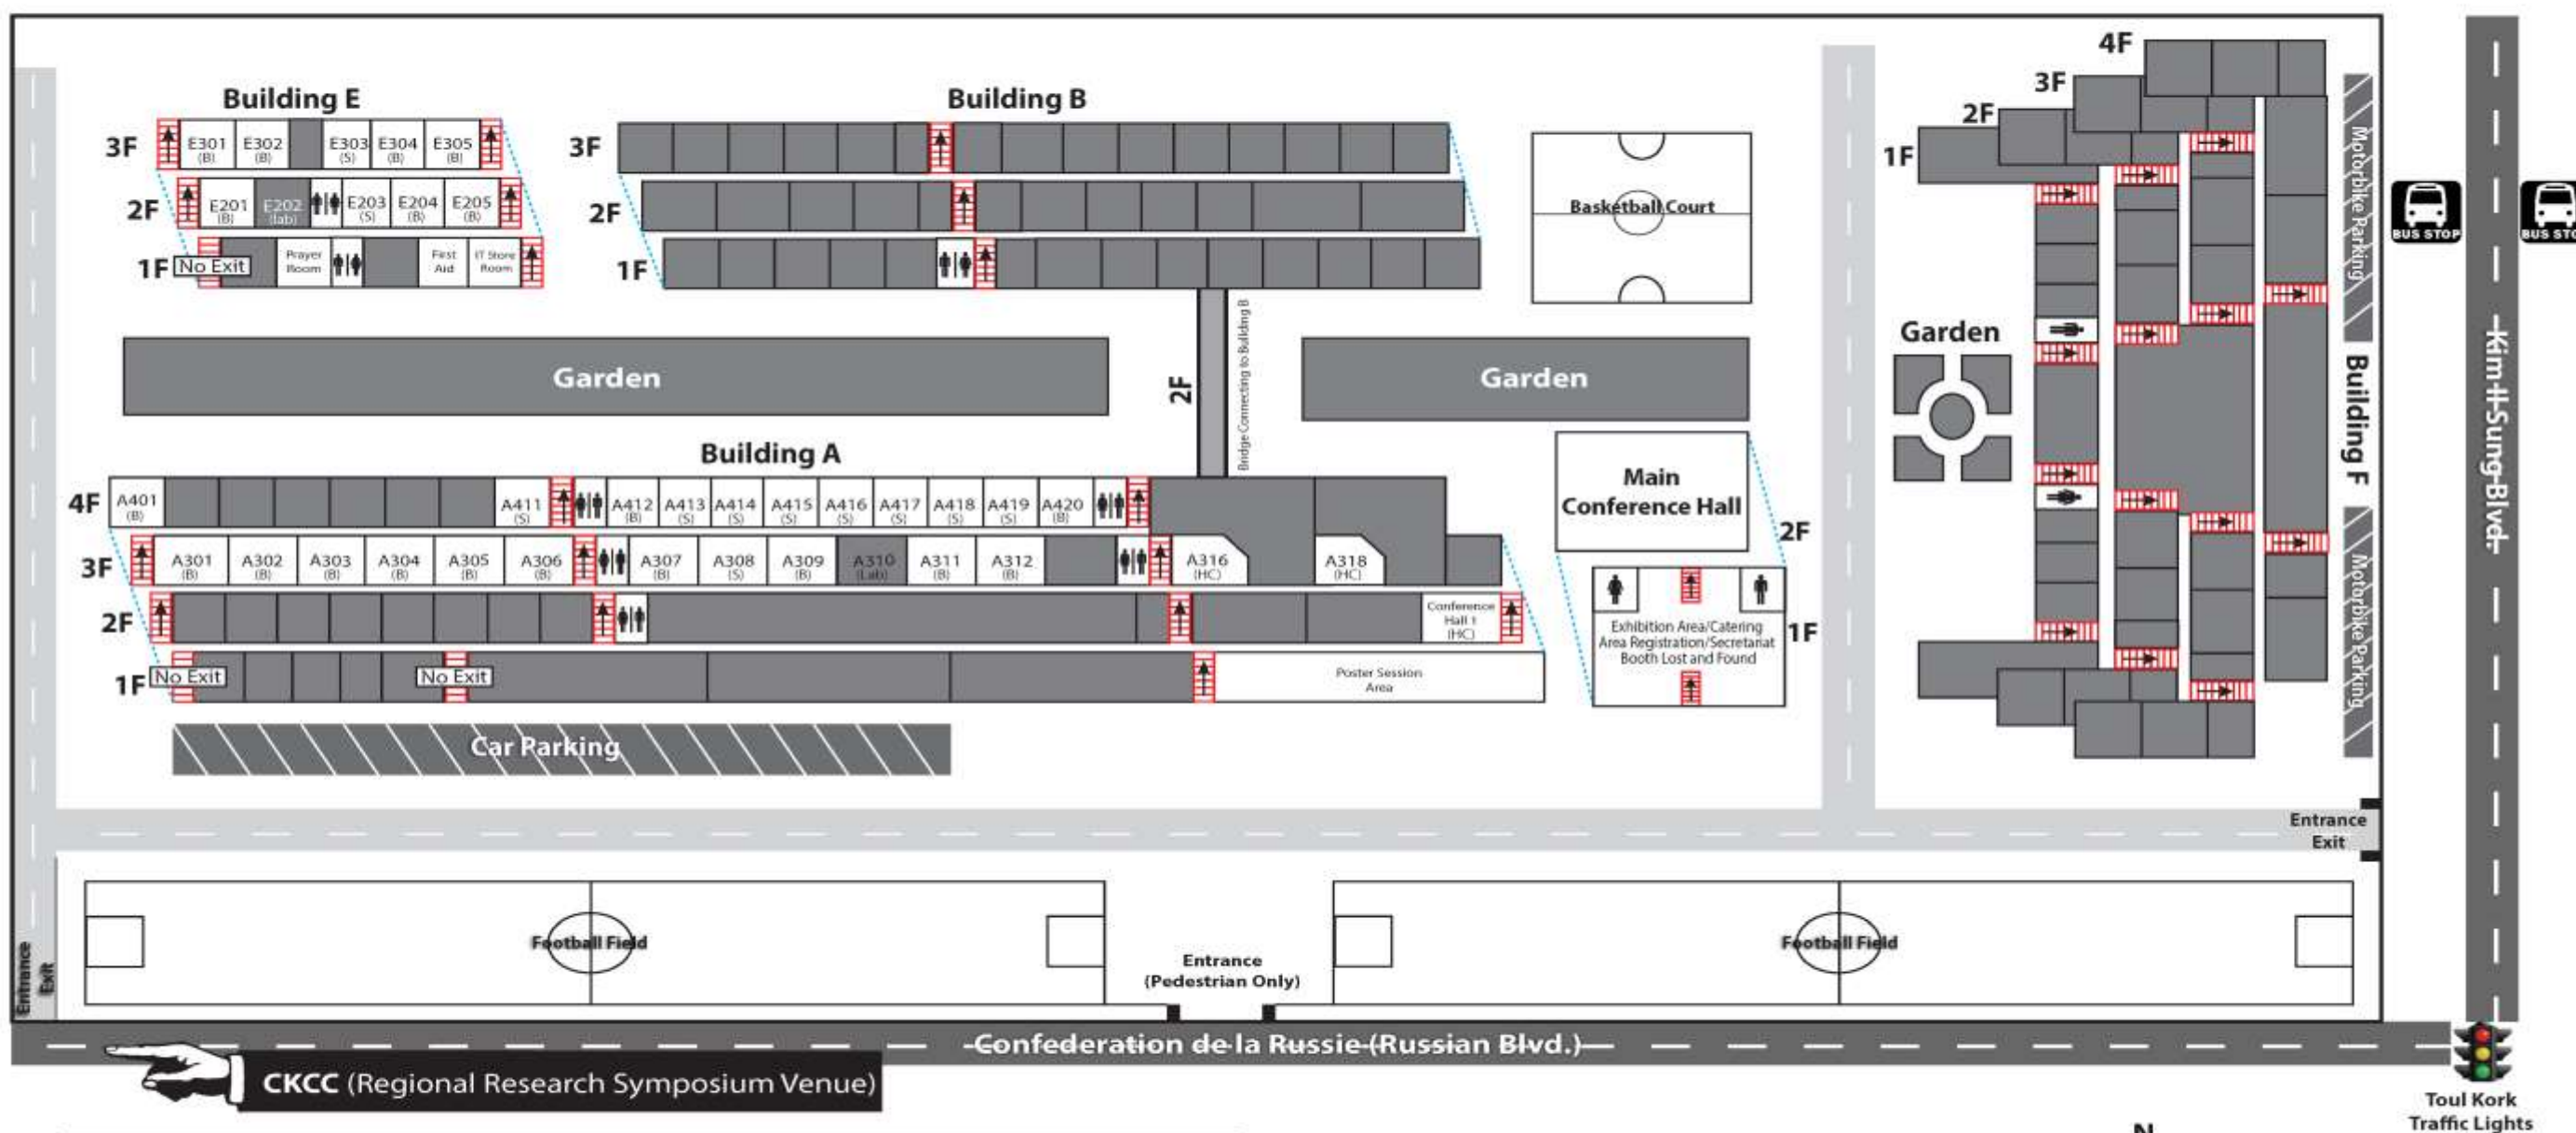 4F
3F
2F
1F
Building E
3F
E301
(B)
E302
(B)
E303
(S)
E304
(B)
E305
(B)
2F
E201
(B)
E202
(lab)
E203
(S)
E204
(B)
E205
(B)
1F
No Exit
Prayer
Room
First
Aid
IT Store
Room
Building B
3F
2F
1F
Basketball Court
Motorbike Parking
BUS STOP
BUS STO
Garden
Garden
2F
Bridge Connecting to Building B
Garden
Building F
Kim Il Sung Blvd.
Motorbike Parking
Building A
4F
A401
(B)
A411
(S)
A412
(B)
A413
(S)
A414
(S)
A415
(S)
A416
(S)
A417
(S)
A418
(S)
A419
(S)
A420
(B)
3F
A301
(B)
A302
(B)
A303
(B)
A304
(B)
A305
(B)
A306
(B)
A307
(B)
A308
(S)
A309
(B)
A310
(Lab)
A311
(B)
A312
(B)
A316
(HC)
A318
(HC)
2F
Conference
Hall 1
(HC)
1F
No Exit
No Exit
Poster Session
Area
Main
Conference Hall
2F
Exhibition Area/Catering
Area Registration/Secretariat
Booth Lost and Found
1F
Car Parking
Entrance
Exit
Football Field
Entrance
(Pedestrian Only)
Football Field
Entrance
Exit
Confederation de la Russie (Russian Blvd.)
CKCC (Regional Research Symposium Venue)
Toul Kork
Traffic Lights
N